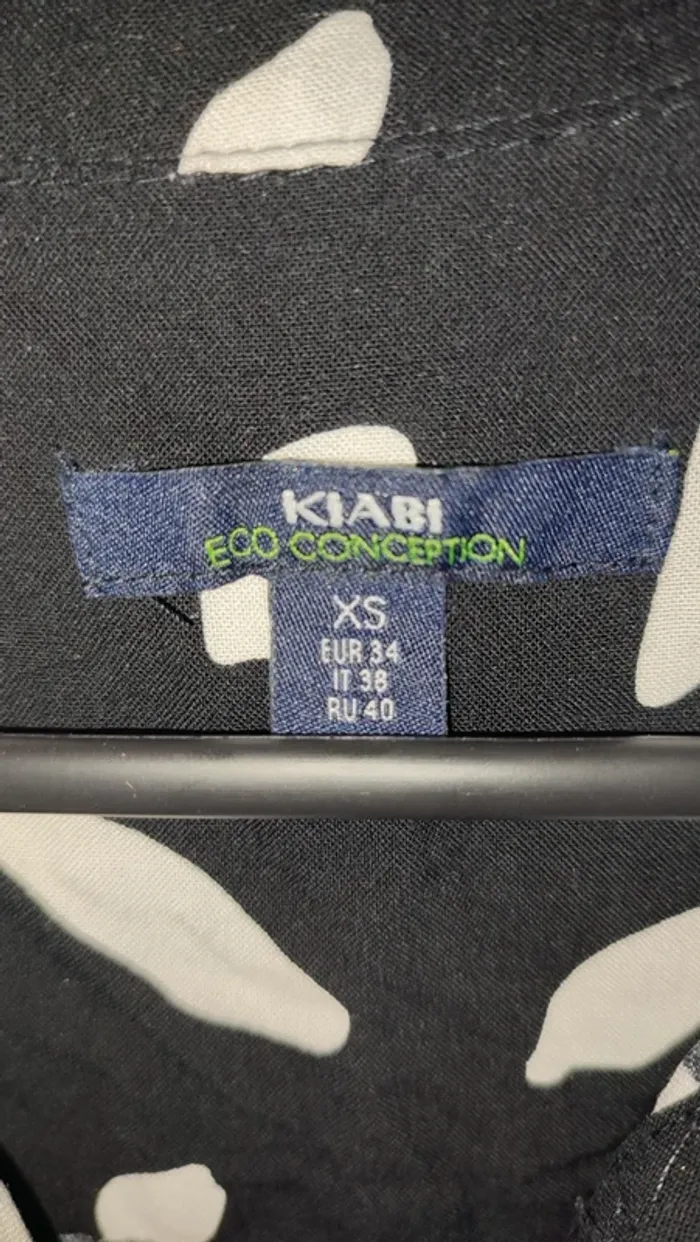 KIABI
ECO CONCEPTION
XS
EUR 34
IT 38
RU 40